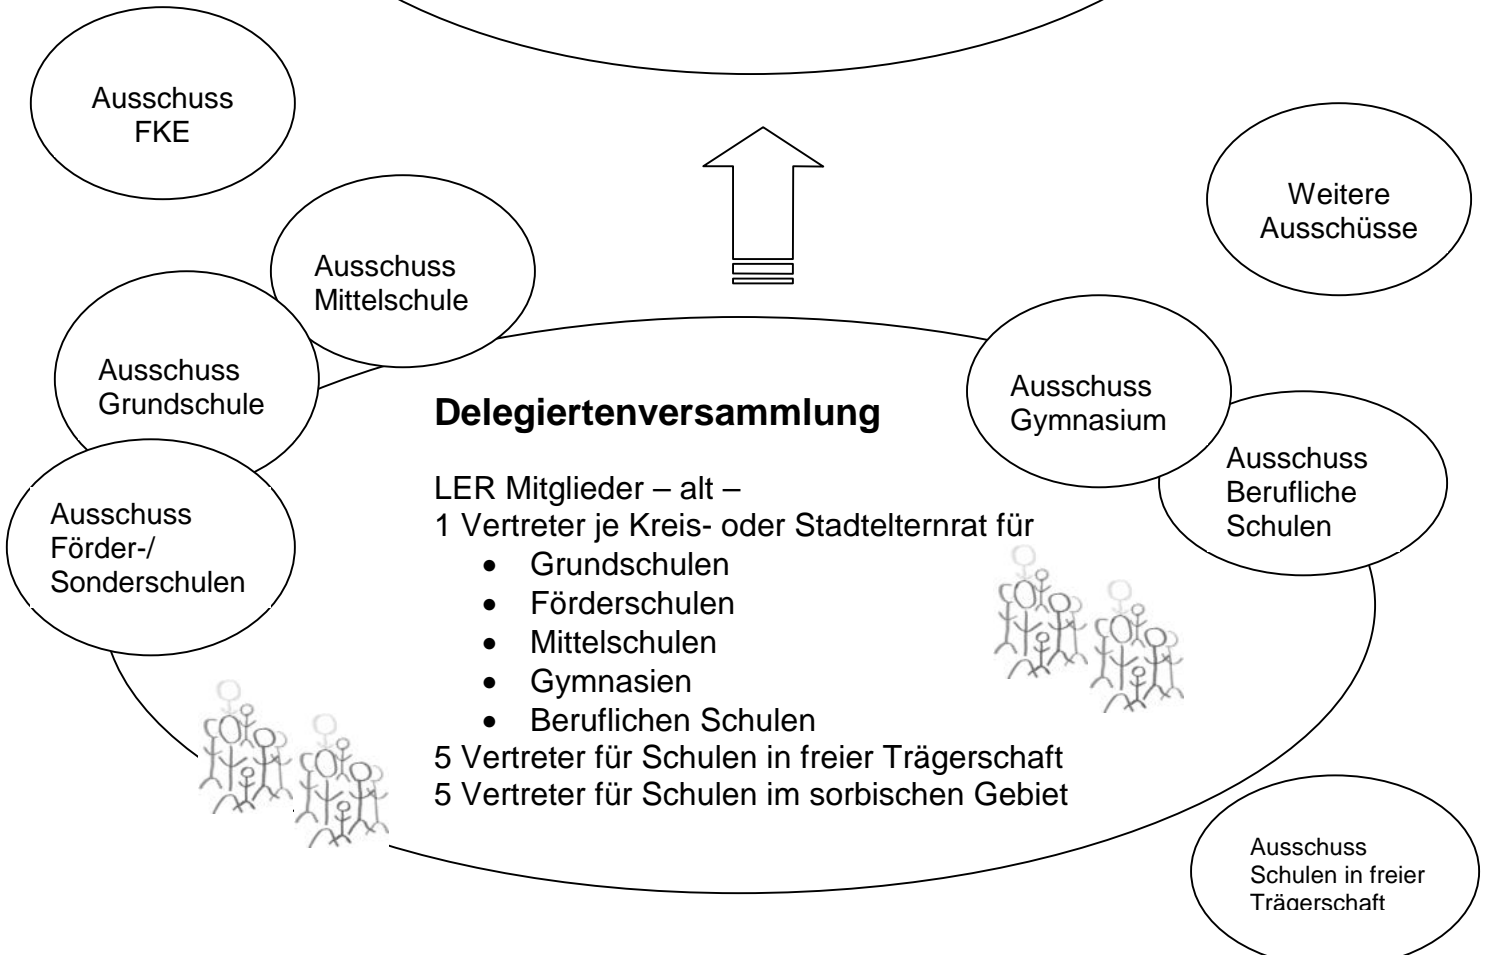 Ausschuss
FKE
Weitere
Ausschüsse
Ausschuss
Mittelschule
Ausschuss
Grundschule
Ausschuss
Förder-/
Sonderschulen
Delegiertenversammlung
LER Mitglieder – alt –
1 Vertreter je Kreis- oder Stadtelternrat für
• Grundschulen
• Förderschulen
• Mittelschulen
• Gymnasien
• Beruflichen Schulen
5 Vertreter für Schulen in freier Trägerschaft
5 Vertreter für Schulen im sorbischen Gebiet
Ausschuss
Gymnasium
Ausschuss
Berufliche
Schulen
Ausschuss
Schulen in freier
Trägerschaft